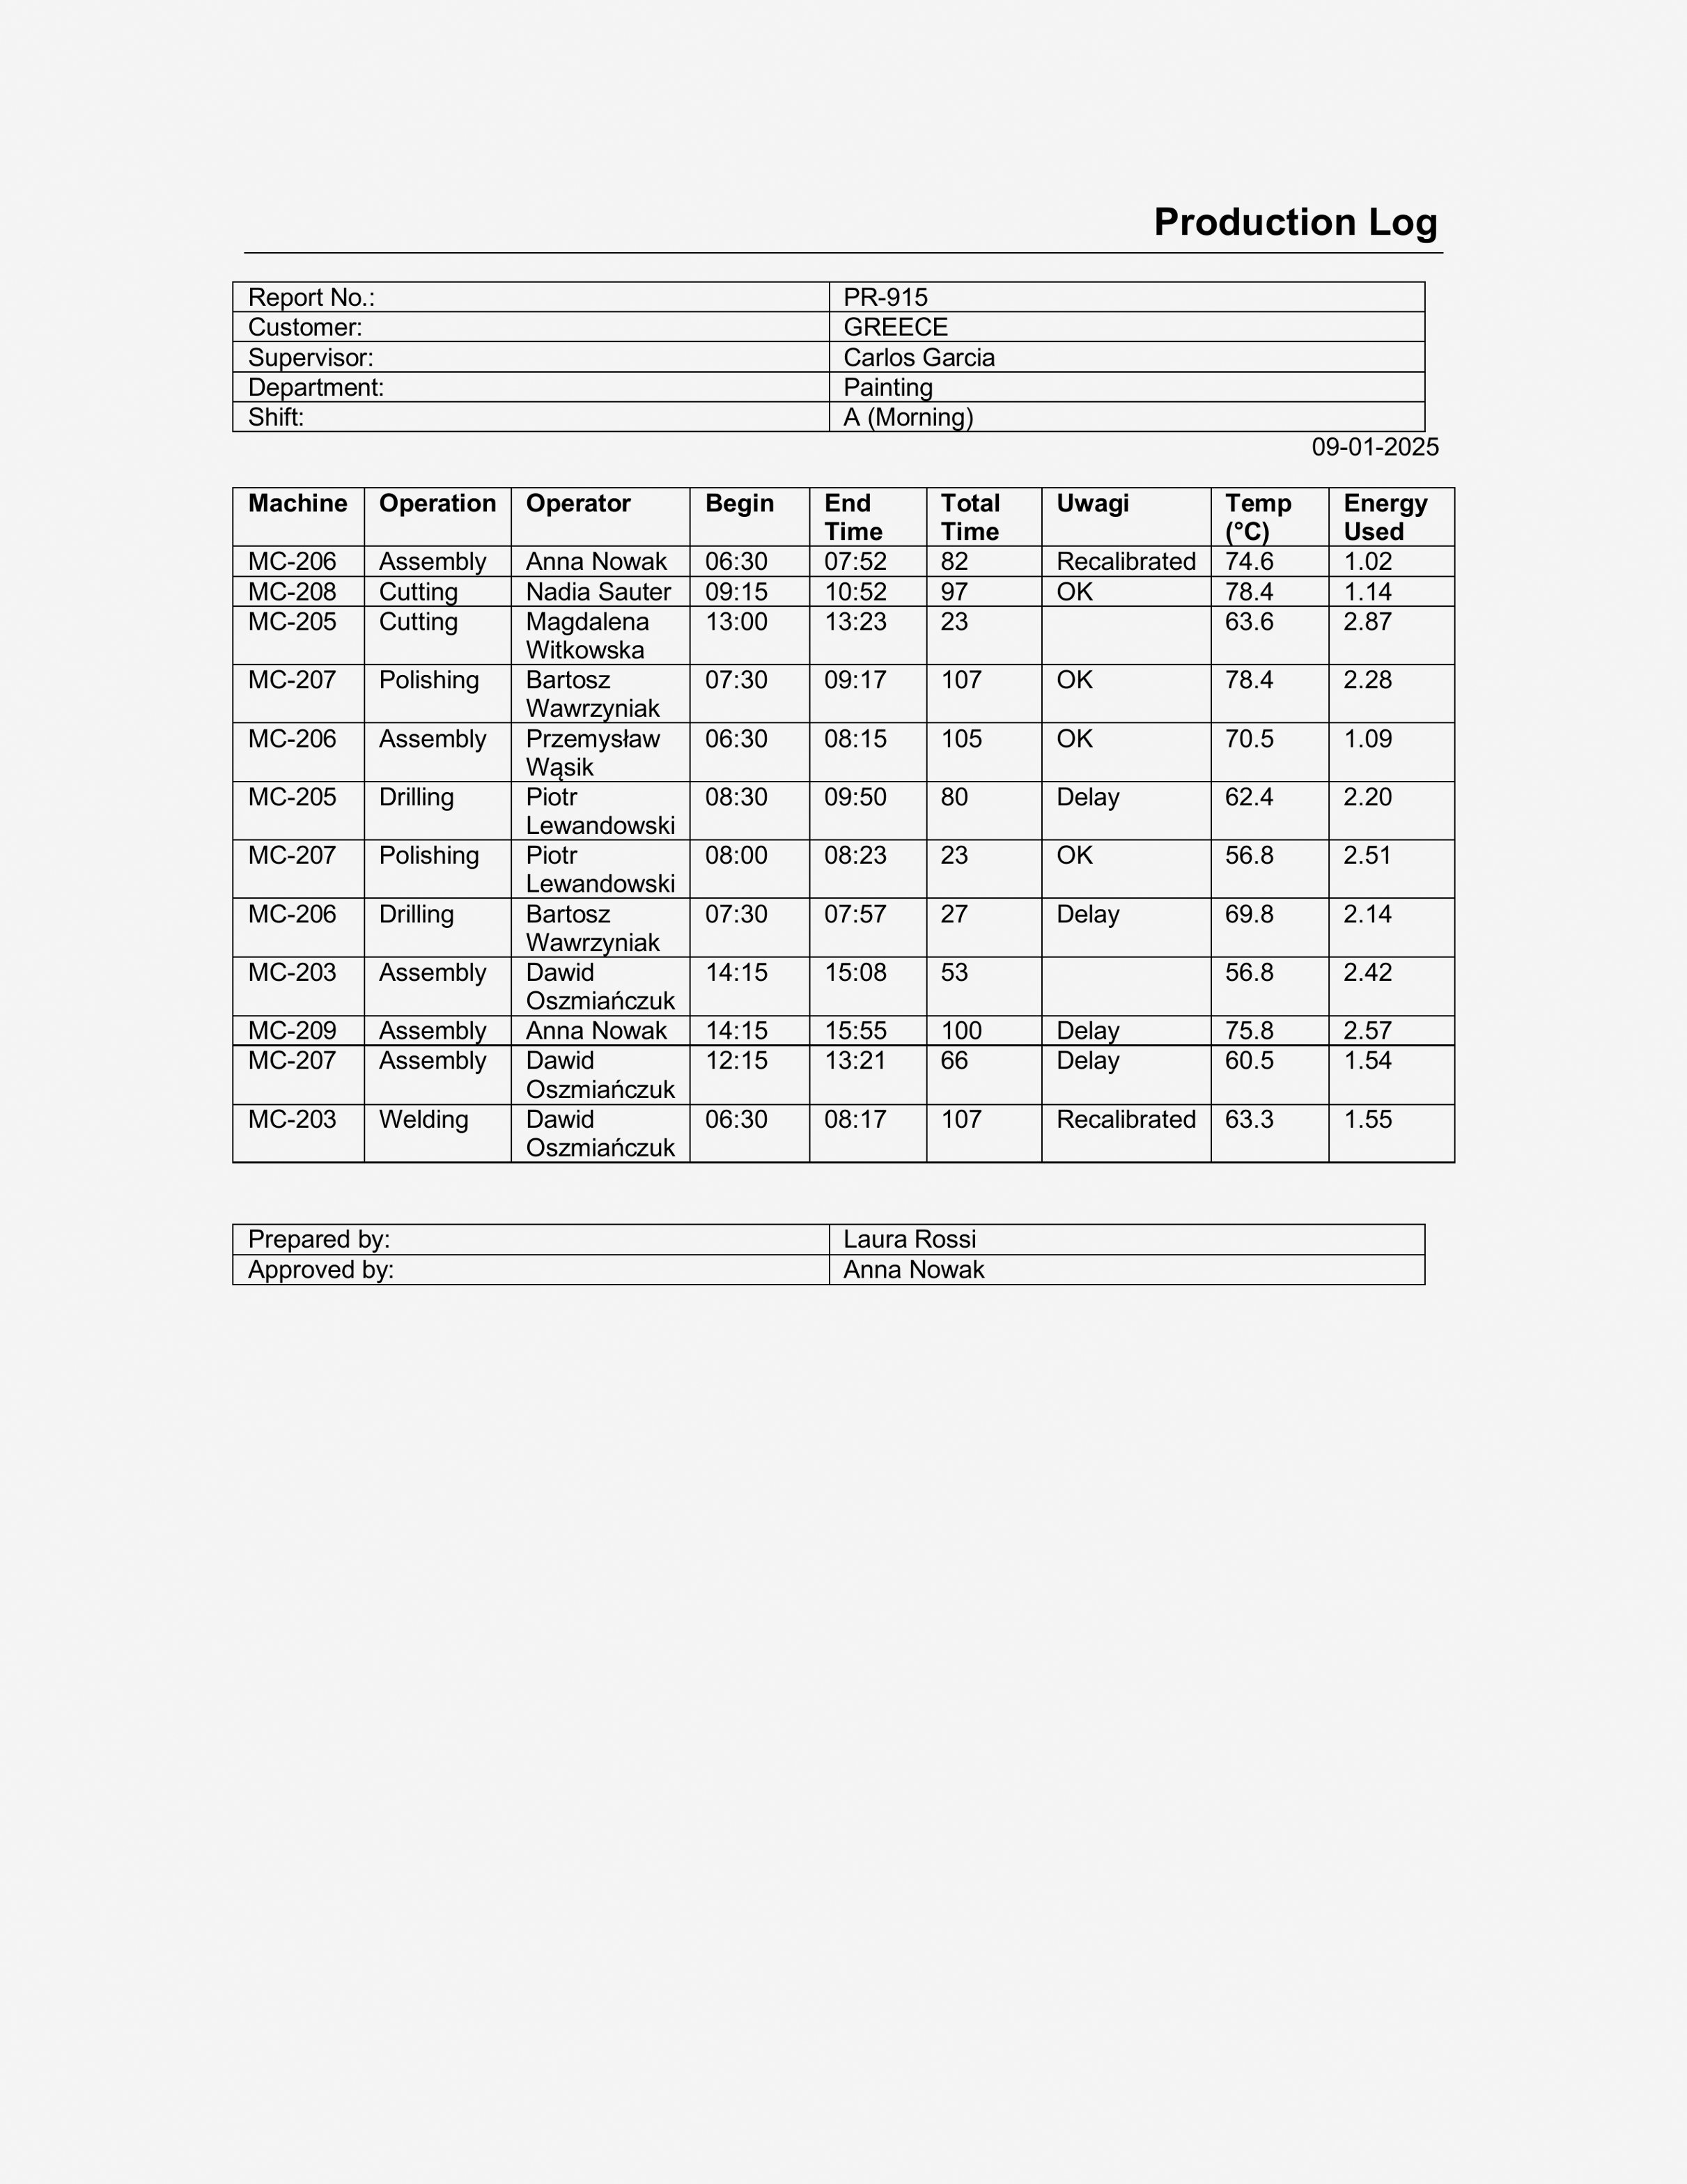 Production Log
Report No.: PR-915
Customer: GREECE
Supervisor: Carlos Garcia
Department: Painting
Shift: A (Morning)
09-01-2025
Machine Operation Operator Begin End Time Total Time Uwagi Temp (°C) Energy Used
MC-206 Assembly Anna Nowak 06:30 07:52 82 Recalibrated 74.6 1.02
MC-208 Cutting Nadia Sauter 09:15 10:52 97 OK 78.4 1.14
MC-205 Cutting Magdalena Witkowska 13:00 13:23 23 63.6 2.87
MC-207 Polishing Bartosz Wawrzyniak 07:30 09:17 107 OK 78.4 2.28
MC-206 Assembly Przemysław Wąsik 06:30 08:15 105 OK 70.5 1.09
MC-205 Drilling Piotr Lewandowski 08:30 09:50 80 Delay 62.4 2.20
MC-207 Polishing Piotr Lewandowski 08:00 08:23 23 OK 56.8 2.51
MC-206 Drilling Bartosz Wawrzyniak 07:30 07:57 27 Delay 69.8 2.14
MC-203 Assembly Dawid Oszmiańczuk 14:15 15:08 53 56.8 2.42
MC-209 Assembly Anna Nowak 14:15 15:55 100 Delay 75.8 2.57
MC-207 Assembly Dawid Oszmiańczuk 12:15 13:21 66 Delay 60.5 1.54
MC-203 Welding Dawid Oszmiańczuk 06:30 08:17 107 Recalibrated 63.3 1.55
Prepared by: Laura Rossi
Approved by: Anna Nowak